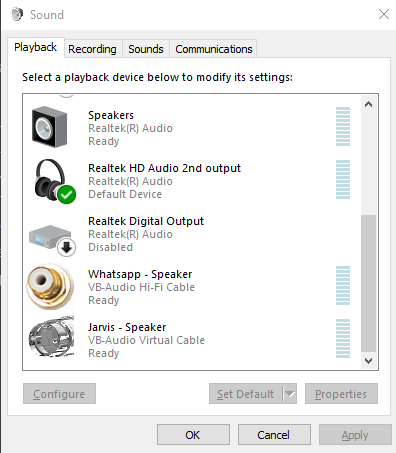 Sound
Playback Recording Sounds Communications
Select a playback device below to modify its settings:
Speakers
Realtek(R) Audio
Ready
Realtek HD Audio 2nd output
Realtek(R) Audio
Default Device
Realtek Digital Output
Realtek(R) Audio
Disabled
Whatsapp - Speaker
VB-Audio Hi-Fi Cable
Ready
Jarvis - Speaker
VB-Audio Virtual Cable
Ready
Configure Set Default Properties
OK Cancel Apply